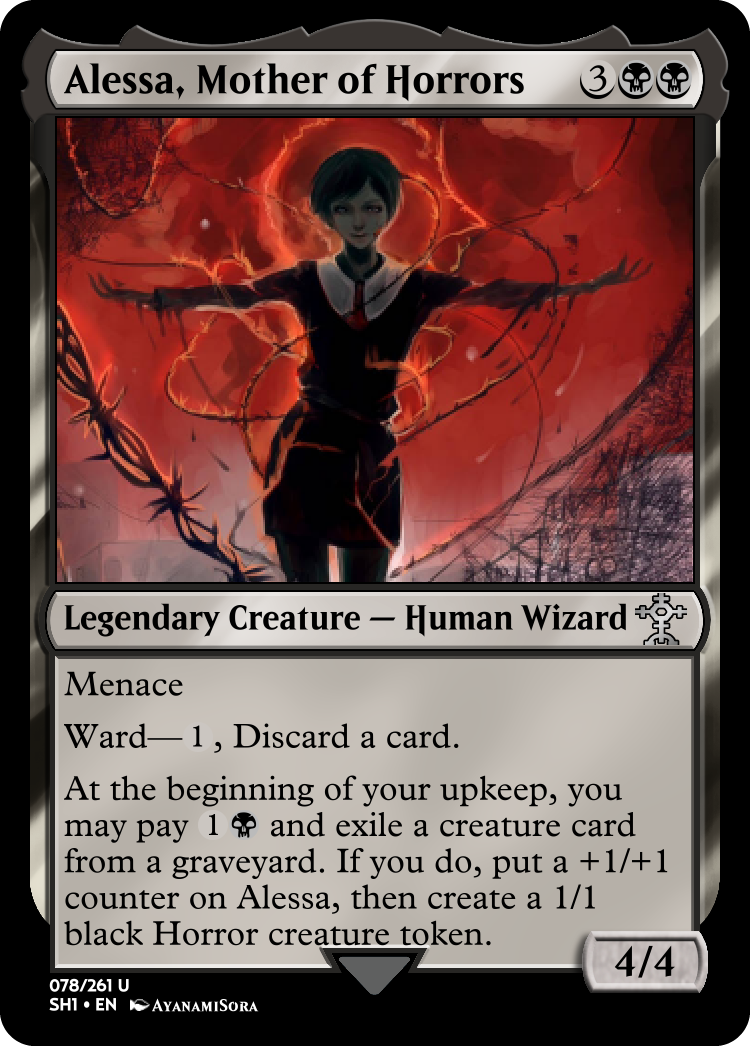 Alessa, Mother of Horrors 3
Legendary Creature — Human Wizard
Menace
Ward—1, Discard a card.
At the beginning of your upkeep, you
may pay 1 and exile a creature card
from a graveyard. If you do, put a +1/+1
counter on Alessa, then create a 1/1
black Horror creature token.
4/4
078/261 U
SH1 • EN AyanamiSora